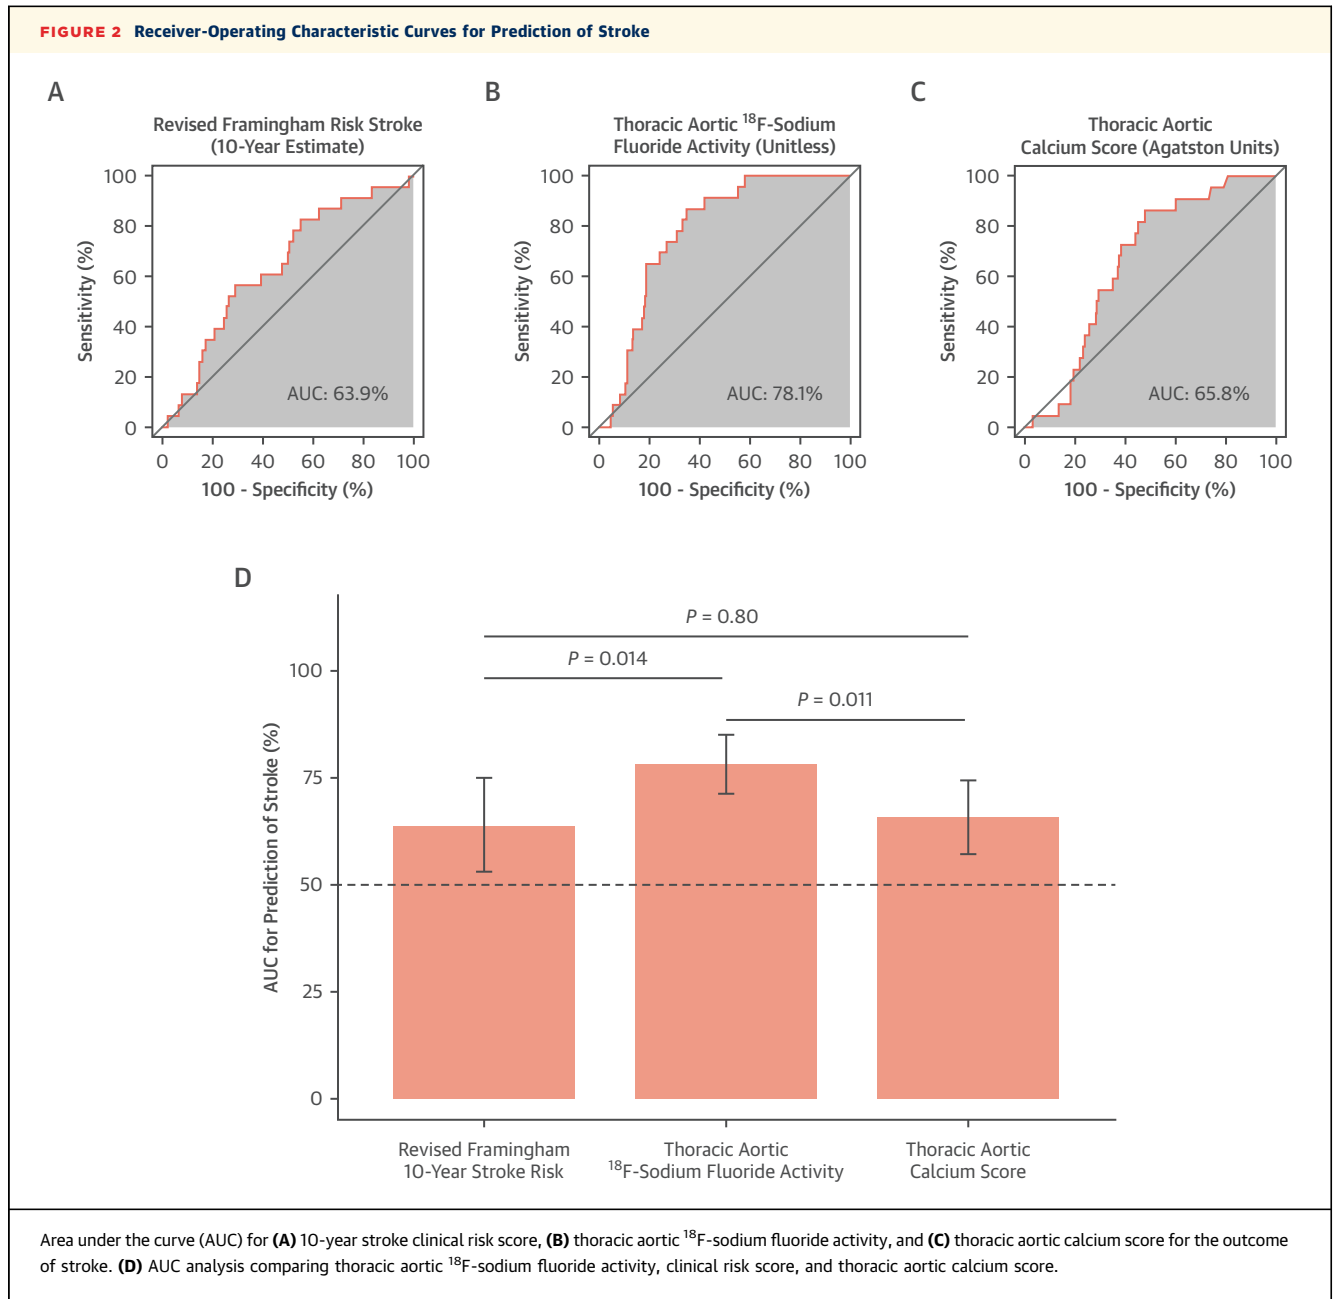 FIGURE 2 Receiver-Operating Characteristic Curves for Prediction of Stroke
A
Revised Framingham Risk Stroke
(10-Year Estimate)
100
80
60
40
20
0
Sensitivity (%)
AUC: 63.9%
0 20 40 60 80 100
100 - Specificity (%)
B
Thoracic Aortic ¹⁸F-Sodium
Fluoride Activity (Unitless)
100
80
60
40
20
0
Sensitivity (%)
AUC: 78.1%
0 20 40 60 80 100
100 - Specificity (%)
C
Thoracic Aortic
Calcium Score (Agatston Units)
100
80
60
40
20
0
Sensitivity (%)
AUC: 65.8%
0 20 40 60 80 100
100 - Specificity (%)
D
P = 0.80
P = 0.014
P = 0.011
100
75
50
25
0
AUC for Prediction of Stroke (%)
Revised Framingham
10-Year Stroke Risk
Thoracic Aortic
¹⁸F-Sodium Fluoride Activity
Thoracic Aortic
Calcium Score
Area under the curve (AUC) for (A) 10-year stroke clinical risk score, (B) thoracic aortic ¹⁸F-sodium fluoride activity, and (C) thoracic aortic calcium score for the outcome
of stroke. (D) AUC analysis comparing thoracic aortic ¹⁸F-sodium fluoride activity, clinical risk score, and thoracic aortic calcium score.